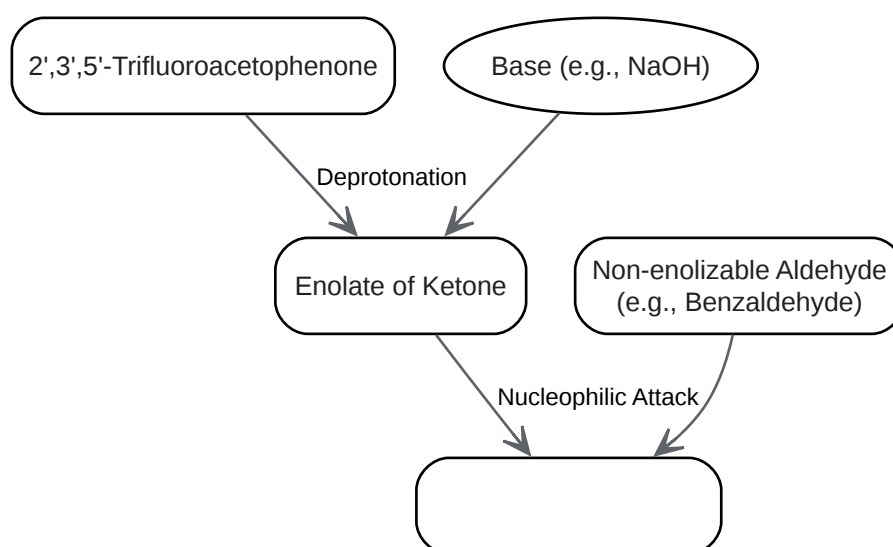 2',3',5'-Trifluoroacetophenone
Base (e.g., NaOH)
Deprotonation
Enolate of Ketone
Non-enolizable Aldehyde
(e.g., Benzaldehyde)
Nucleophilic Attack